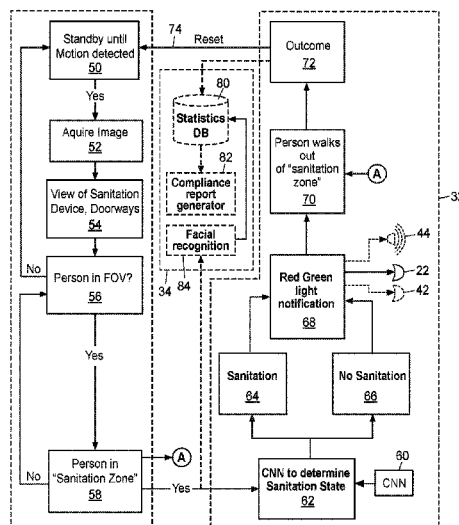 Standby until
Motion detected
50
Yes
Aquire Image
52
View of Sanitation
Device, Doorways
54
No
Person in FOV?
56
Yes
No
Person in
"Sanitation Zone"
58
A
Yes
74
Reset
80
Statistics
DB
82
Compliance
report
generator
Facial
recognition
34
84
Outcome
72
Person walks
out
of "sanitation
zone"
70
A
44
22
42
Red Green
light
notification
68
Sanitation
64
No Sanitation
66
CNN to determine
Sanitation State
62
60
CNN